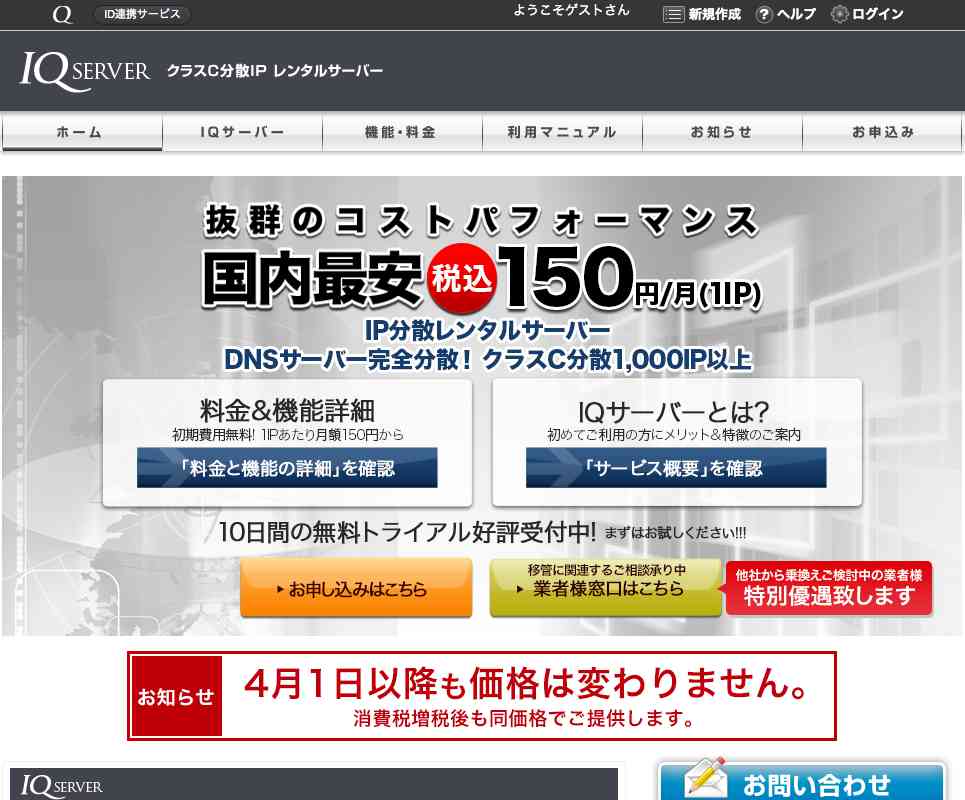 Q ID連携サービス ようこそゲストさん 新規作成 ? ヘルプ ログイン
IQ SERVER クラスC分散IP レンタルサーバー
ホーム IQサーバー 機能・料金 利用マニュアル お知らせ お申込み
抜群のコストパフォーマンス
国内最安 税込 150円/月(1IP)
IP分散レンタルサーバー
DNSサーバー完全分散! クラスC分散1,000IP以上
料金&機能詳細
初期費用無料! 1IPあたり月額150円から
「料金と機能の詳細」を確認
IQサーバーとは?
初めてご利用の方にメリット&特徴のご案内
「サービス概要」を確認
10日間の無料トライアル好評受付中! まずはお試しください!!!
お申し込みはこちら
移管に関連するご相談承り中
業者様窓口はこちら
他社から乗換えご検討中の業者様
特別優遇致します
お知らせ
4月1日以降も価格は変わりません。
消費税増税後も同価格でご提供します。
IQ SERVER
お問い合わせ